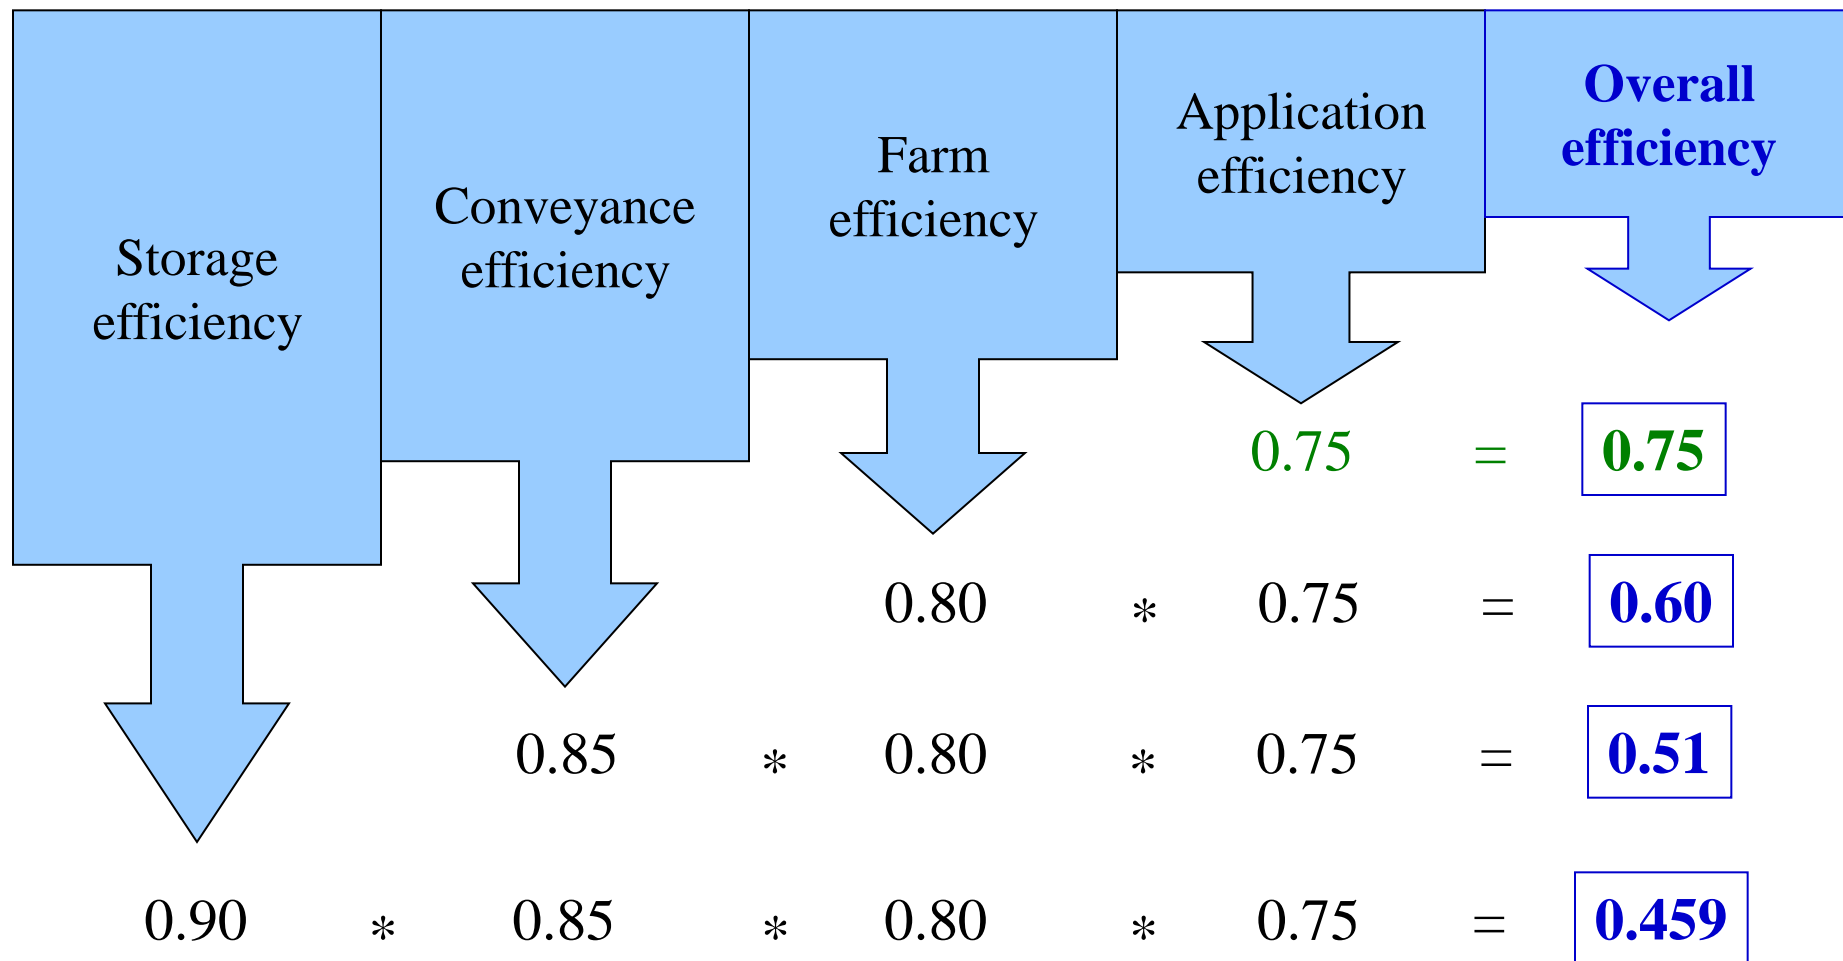 Storage
efficiency
Conveyance
efficiency
Farm
efficiency
Application
efficiency
Overall
efficiency
0.75 = 0.75
0.80 * 0.75 = 0.60
0.85 * 0.80 * 0.75 = 0.51
0.90 * 0.85 * 0.80 * 0.75 = 0.459